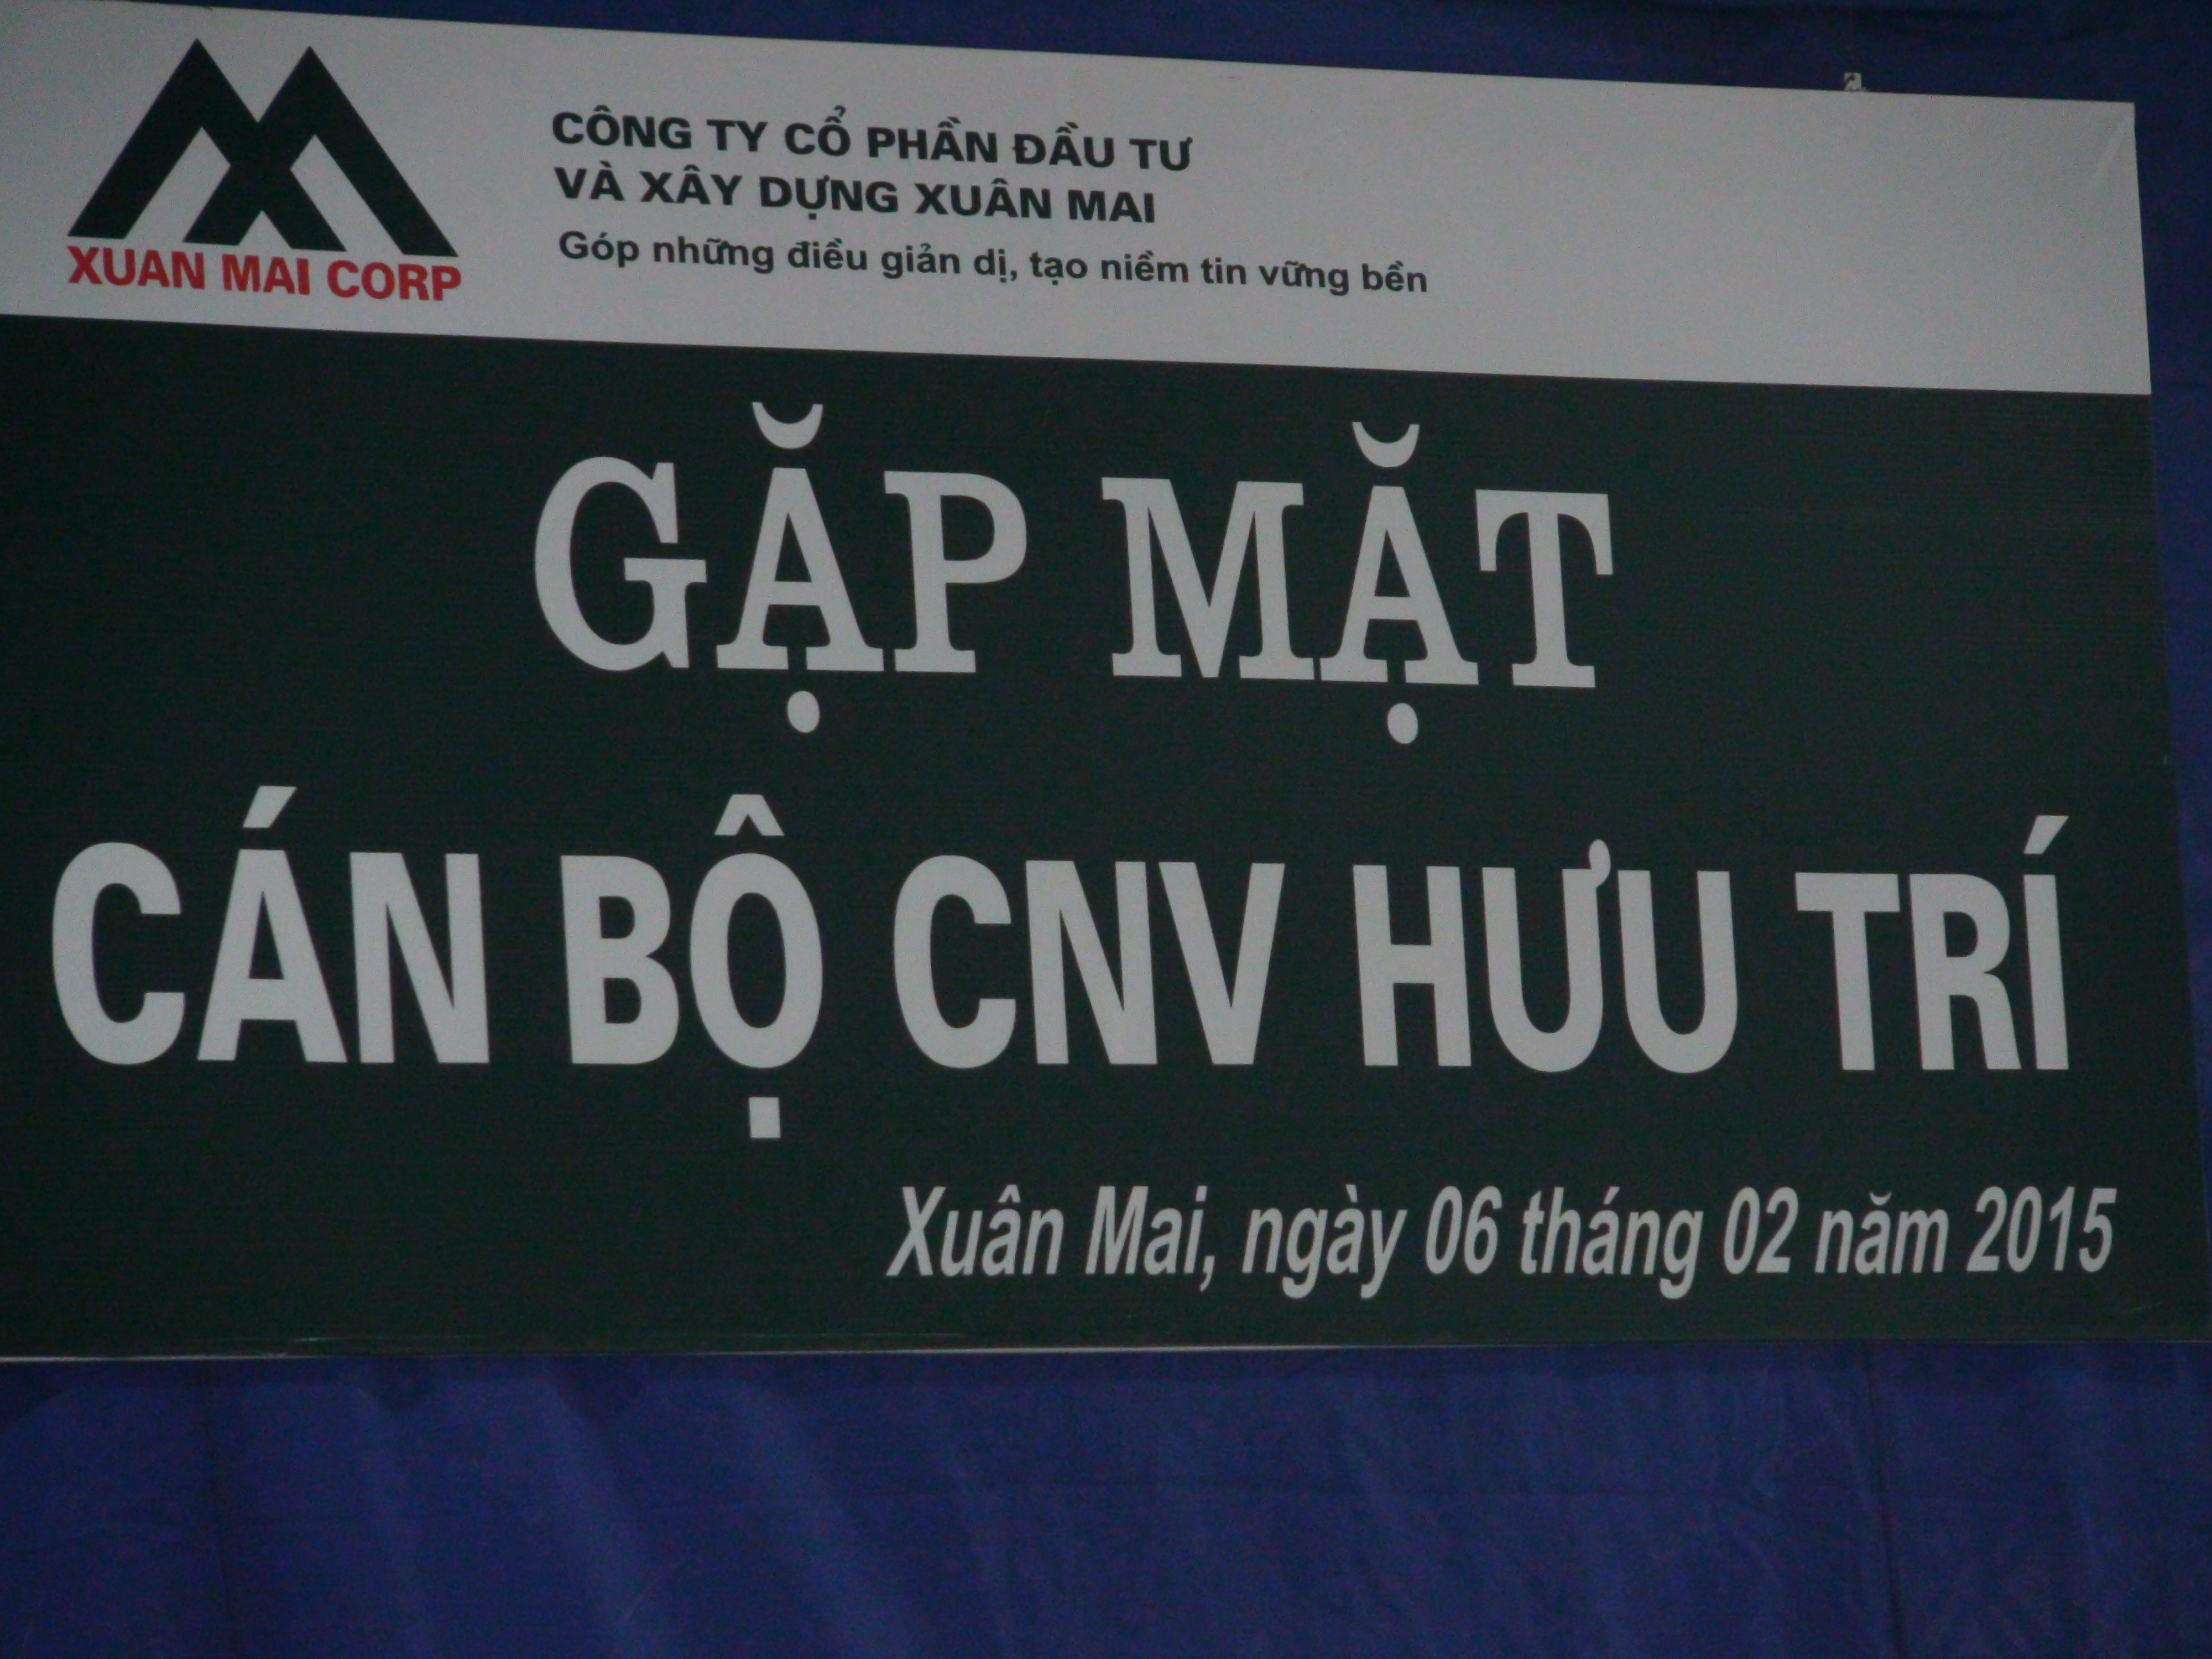 XUAN MAI CORP
CÔNG TY CỔ PHẦN ĐẦU TƯ
VÀ XÂY DỰNG XUÂN MAI
Góp những điều giản dị, tạo niềm tin vững bền
GẶP MẶT
CÁN BỘ CNV HƯU TRÍ
Xuân Mai, ngày 06 tháng 02 năm 2015